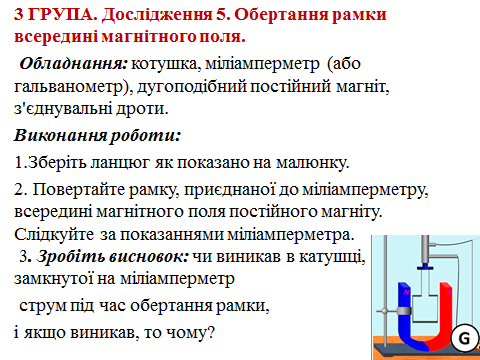 3 ГРУПА. Дослідження 5. Обертання рамки
всередині магнітного поля.
Обладнання: котушка, міліамперметр (або
гальванометр), дугоподібний постійний магніт,
з'єднувальні дроти.
Виконання роботи:
1.Зберіть ланцюг як показано на малюнку.
2. Повертайте рамку, приєднаної до міліамперметру,
всередині магнітного поля постійного магніту.
Слідкуйте за показаннями міліамперметра.
3. Зробіть висновок: чи виникав в катушці,
замкнутої на міліамперметр
струм під час обертання рамки,
і якщо виникав, то чому?
G